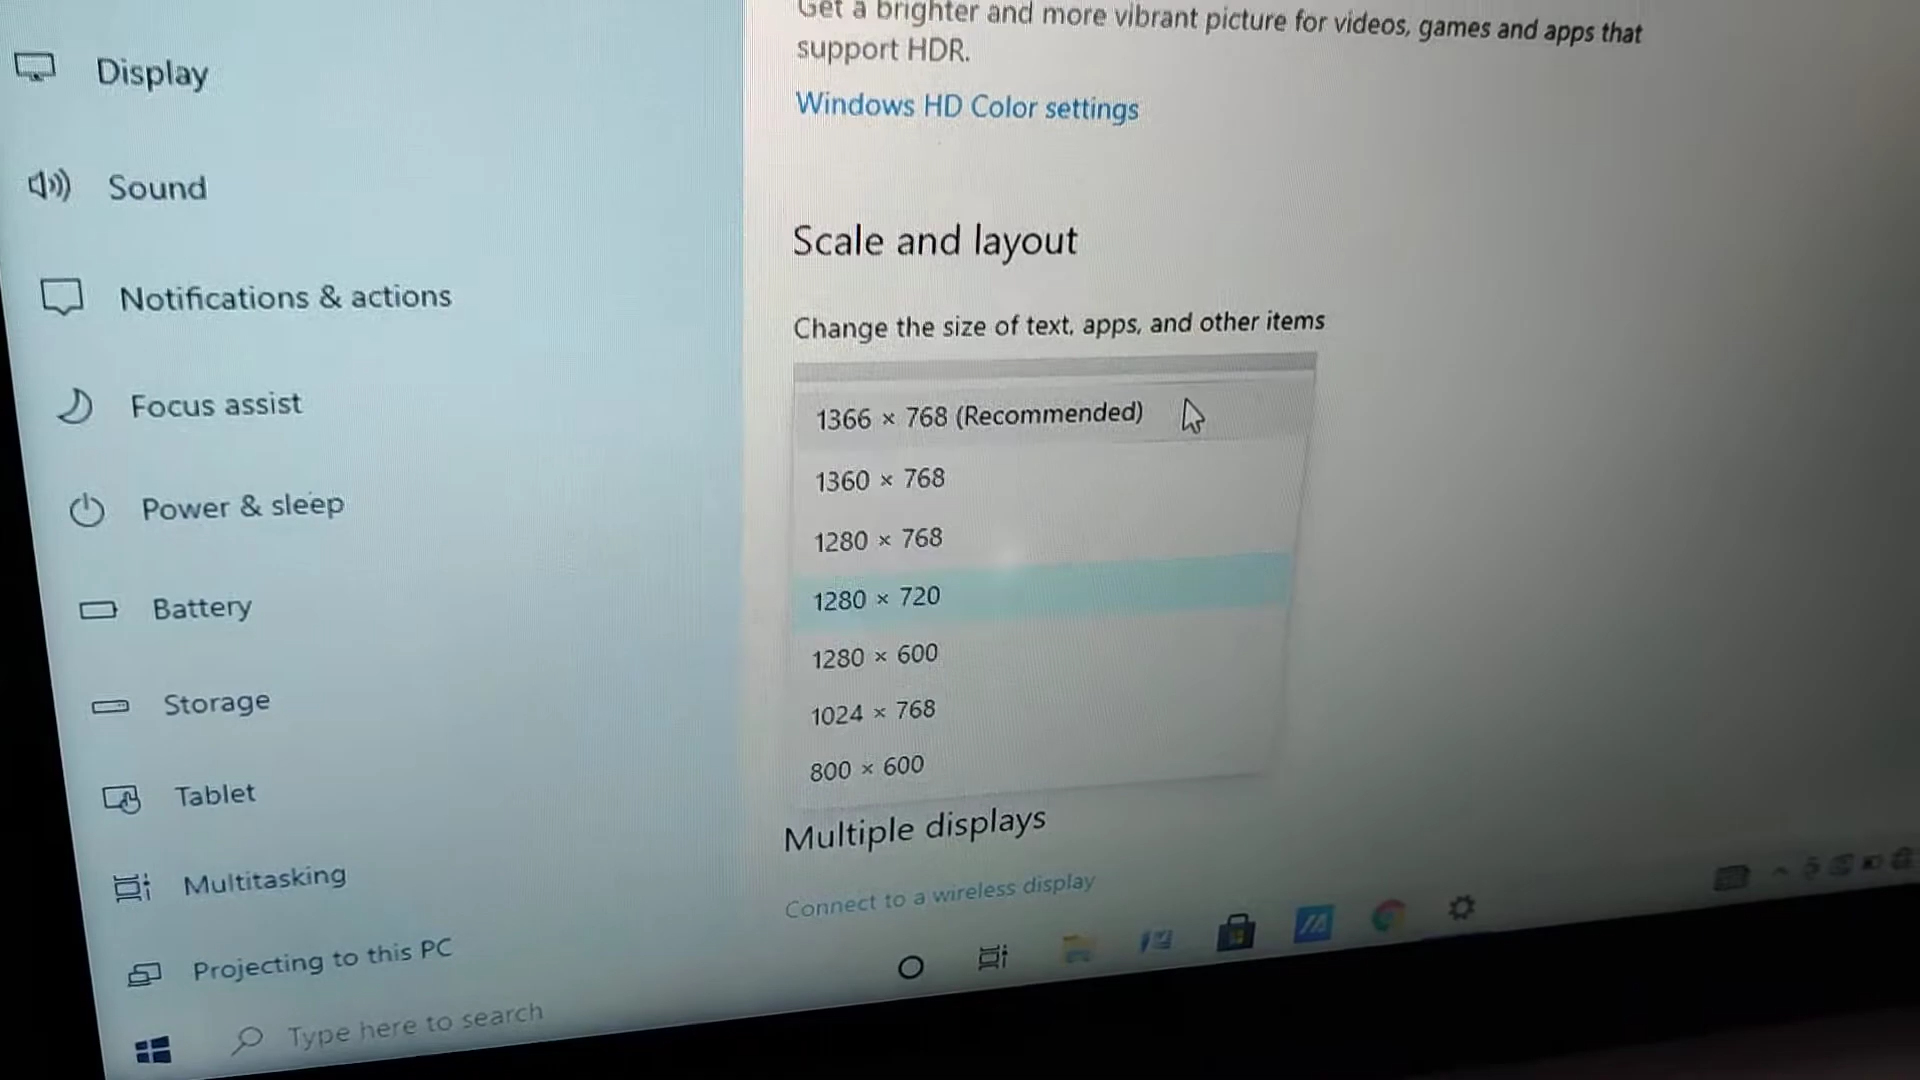 Display
Sound
Notifications & actions
Focus assist
Power & sleep
Battery
Storage
Tablet
Multitasking
Projecting to this PC
Type here to search
Get a brighter and more vibrant picture for videos, games and apps that
support HDR.
Windows HD Color settings
Scale and layout
Change the size of text, apps, and other items
1366 × 768 (Recommended)
1360 × 768
1280 × 768
1280 × 720
1280 × 600
1024 × 768
800 × 600
Multiple displays
Connect to a wireless display